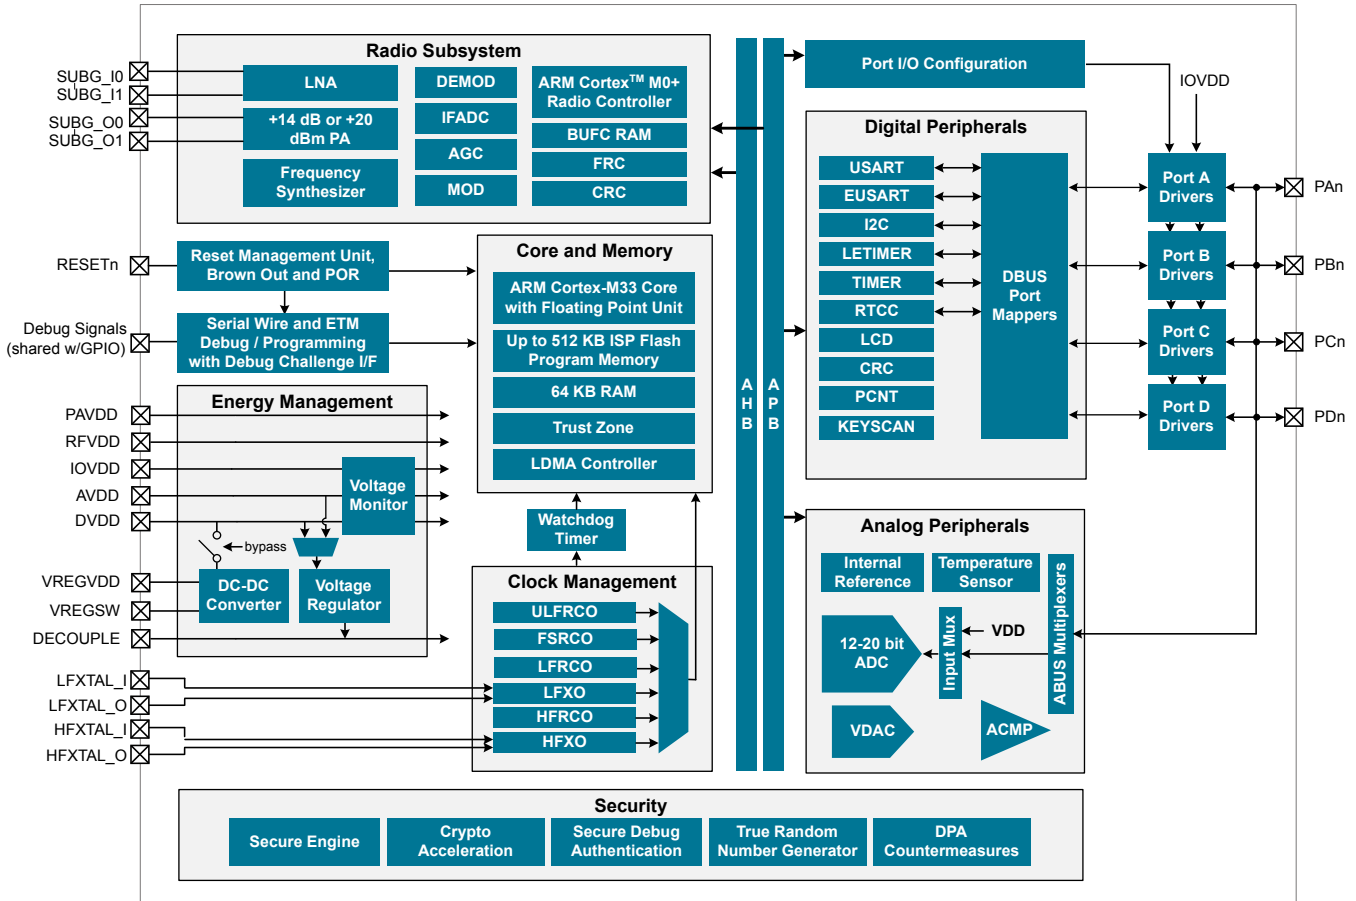 Radio Subsystem
SUBG_I0
SUBG_I1
SUBG_O0
SUBG_O1
LNA
+14 dB or +20
dBm PA
Frequency
Synthesizer
DEMOD
IFADC
AGC
MOD
ARM Cortex™ M0+
Radio Controller
BUFC RAM
FRC
CRC
RESETn
Reset Management Unit,
Brown Out and POR
Debug Signals
(shared w/GPIO)
Serial Wire and ETM
Debug / Programming
with Debug Challenge I/F
Core and Memory
ARM Cortex-M33 Core
with Floating Point Unit
Up to 512 KB ISP Flash
Program Memory
64 KB RAM
Trust Zone
LDMA Controller
Energy Management
PAVDD
RFVDD
IOVDD
AVDD
DVDD
VREGVDD
VREGSW
DECOUPLE
Voltage
Monitor
bypass
DC-DC
Converter
Voltage
Regulator
Watchdog
Timer
Clock Management
ULFRCO
FSRCO
LFRCO
LFXO
HFRCO
HFXO
LFXTAL_I
LFXTAL_O
HFXTAL_I
HFXTAL_O
A
H
B
A
P
B
Port I/O Configuration
IOVDD
Digital Peripherals
USART
EUSART
I2C
LETIMER
TIMER
RTCC
LCD
CRC
PCNT
KEYSCAN
DBUS
Port
Mappers
Port A
Drivers
Port B
Drivers
Port C
Drivers
Port D
Drivers
PAn
PBn
PCn
PDn
Analog Peripherals
Internal
Reference
Temperature
Sensor
12-20 bit
ADC
Input Mux
VDD
ABUS Multiplexers
VDAC
ACMP
Security
Secure Engine
Crypto
Acceleration
Secure Debug
Authentication
True Random
Number Generator
DPA
Countermeasures